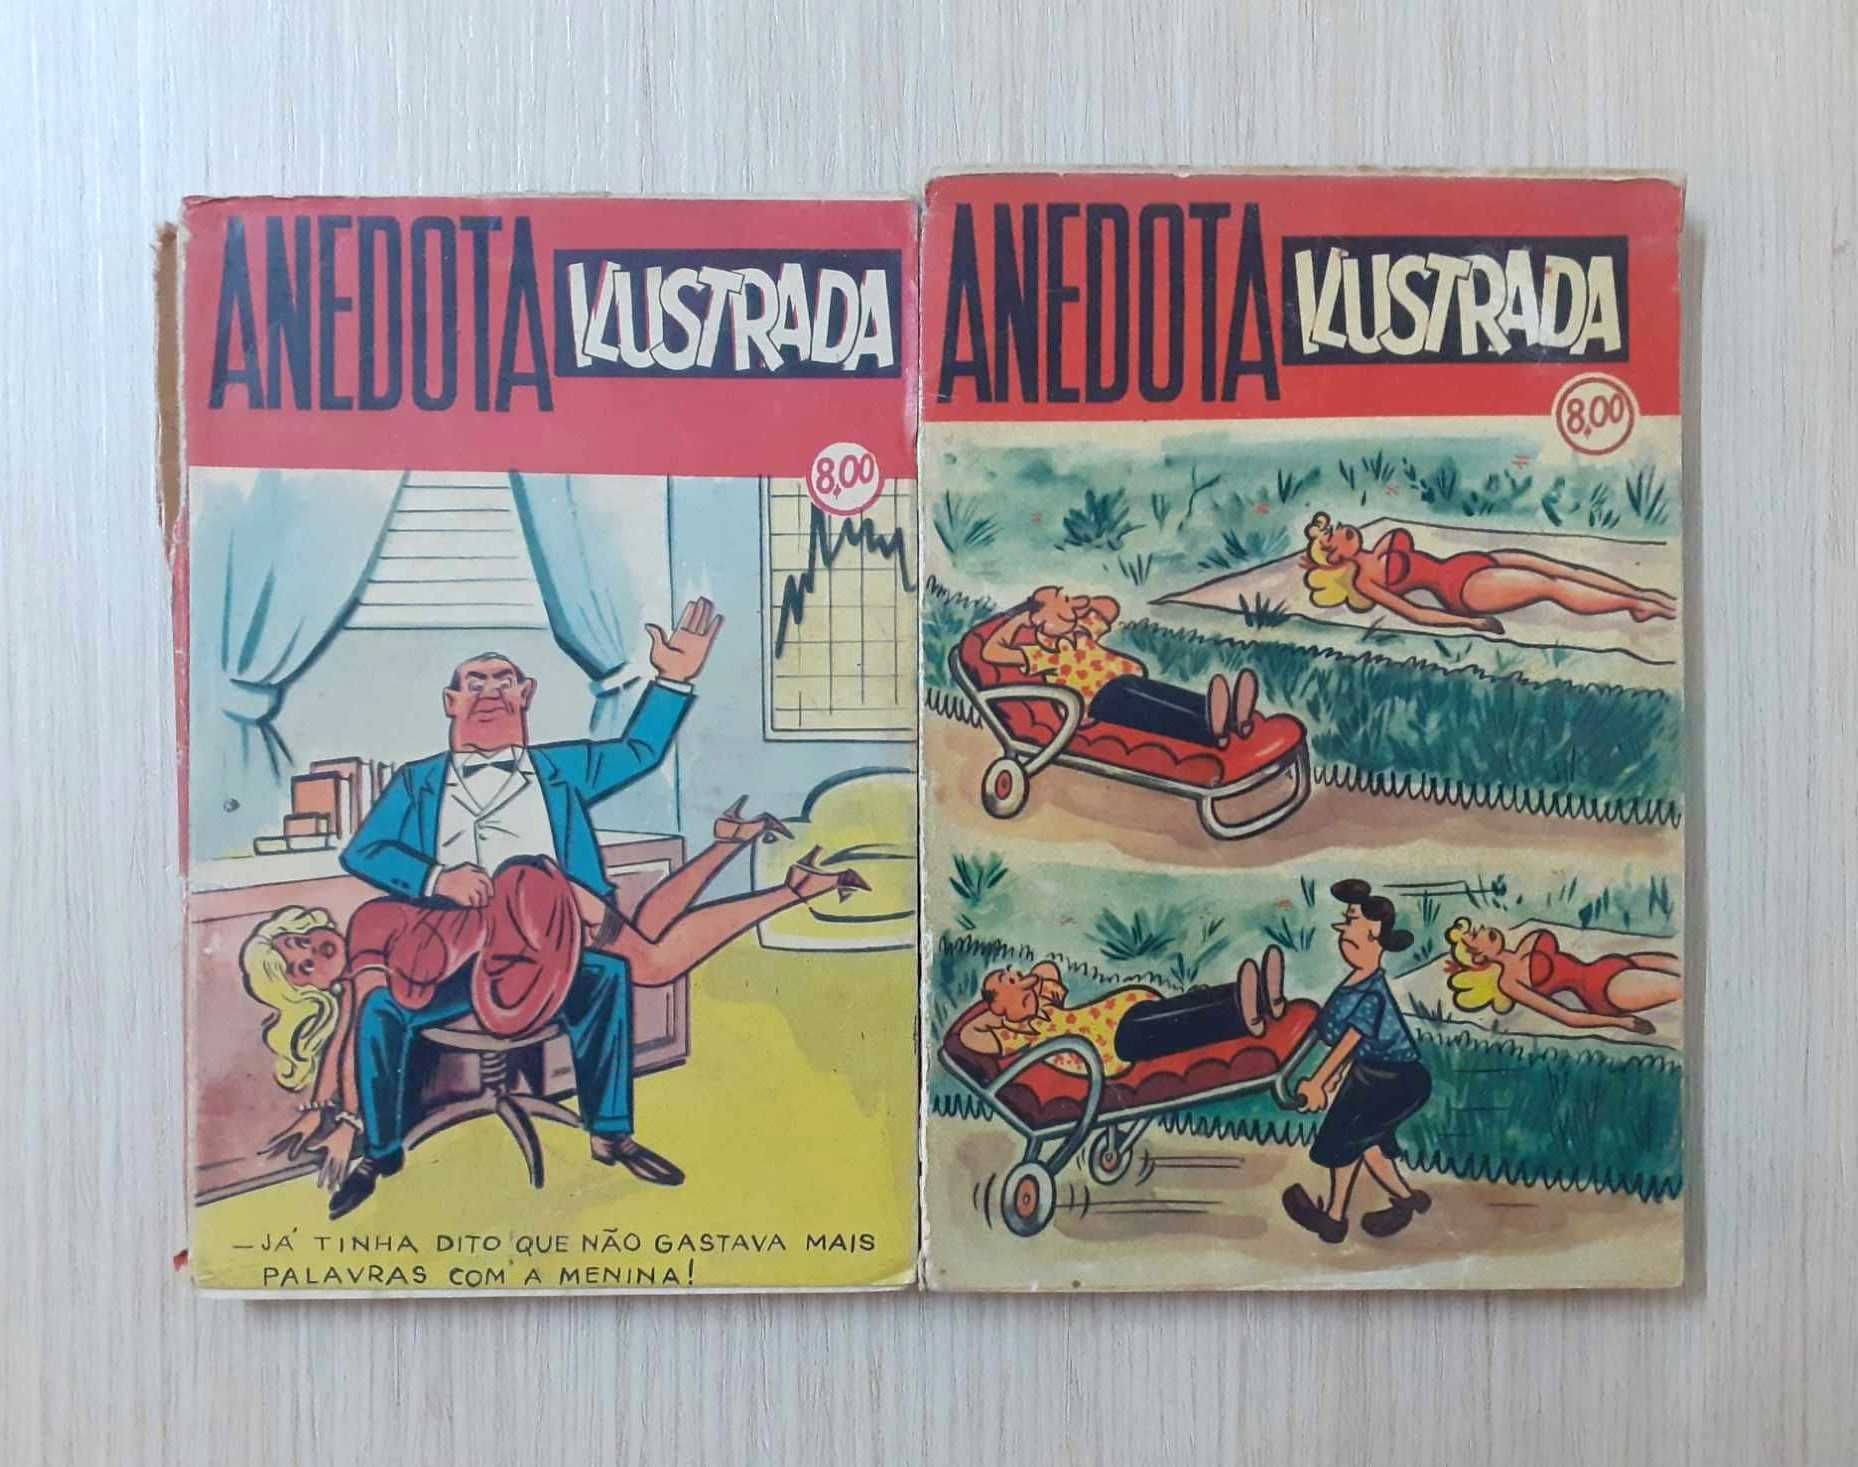 ANEDOTA
ILUSTRADA
8,00
— JÁ TINHA DITO QUE NÃO GASTAVA MAIS
PALAVRAS COM A MENINA!
ANEDOTA
ILUSTRADA
8,00